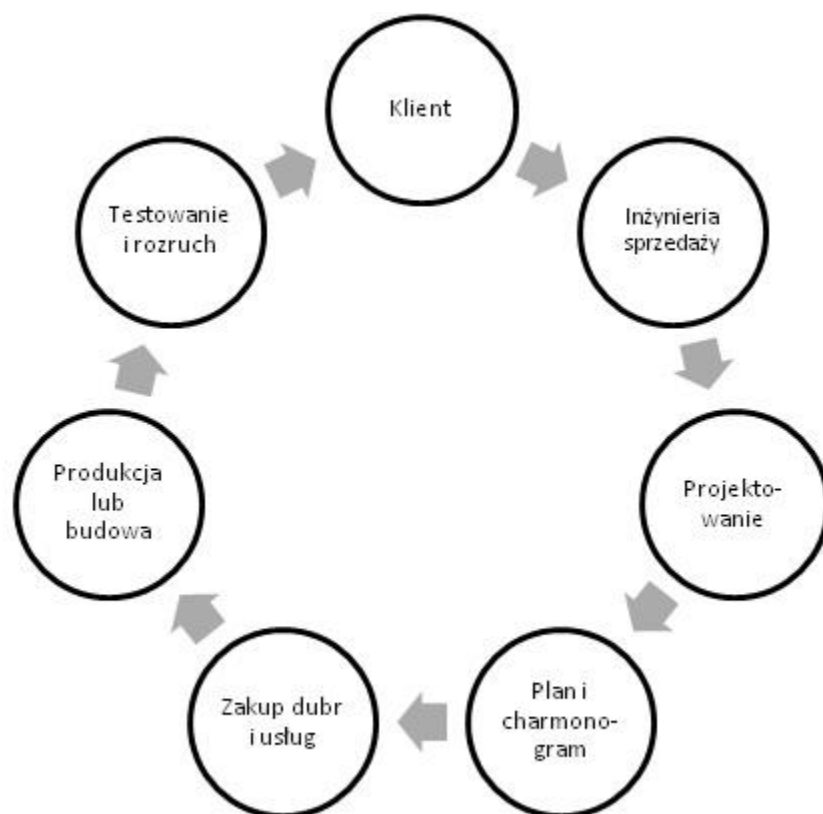 Klient
Inżynieria
sprzedaży
Projekto-
wanie
Plan i
charmono-
gram
Zakup dubr
i usług
Produkcja
lub
budowa
Testowanie
i rozruch